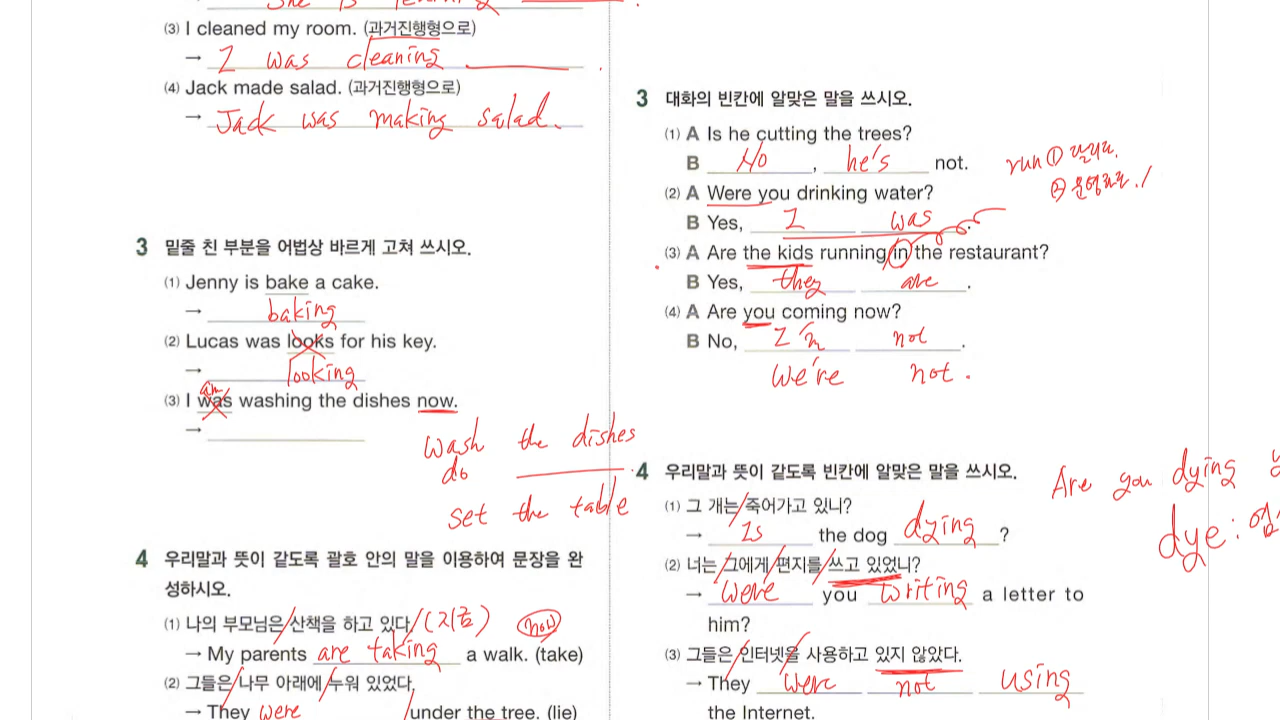 (3) I cleaned my room. (과거진행형으로)
→ I was cleaning
(4) Jack made salad. (과거진행형으로)
→ Jack was making salad.
3 밑줄 친 부분을 어법상 바르게 고쳐 쓰시오.
(1) Jenny is bake a cake.
→ baking
(2) Lucas was looks for his key.
→ looking
am
(3) I was washing the dishes now.
→
wash the dishes
do
set the table
4 우리말과 뜻이 같도록 괄호 안의 말을 이용하여 문장을 완
성하시오.
(1) 나의 부모님은 산책을 하고 있다. (지금) now
→ My parents are taking a walk. (take)
(2) 그들은 나무 아래에 누워 있었다.
→ They were under the tree. (lie)
3 대화의 빈칸에 알맞은 말을 쓰시오.
(1) A Is he cutting the trees?
B No, he's not.
run ① 달리다.
② 운영하다.
(2) A Were you drinking water?
B Yes, I was.
(3) A Are the kids running in the restaurant?
B Yes, they are.
(4) A Are you coming now?
B No, I'm not.
we're not.
4 우리말과 뜻이 같도록 빈칸에 알맞은 말을 쓰시오.
Are you dying
dye:
(1) 그 개는 죽어가고 있니?
→ Is the dog dying?
(2) 너는 그에게 편지를 쓰고 있었니?
→ were you writing a letter to
him?
(3) 그들은 인터넷을 사용하고 있지 않았다.
→ They were not using
the Internet.